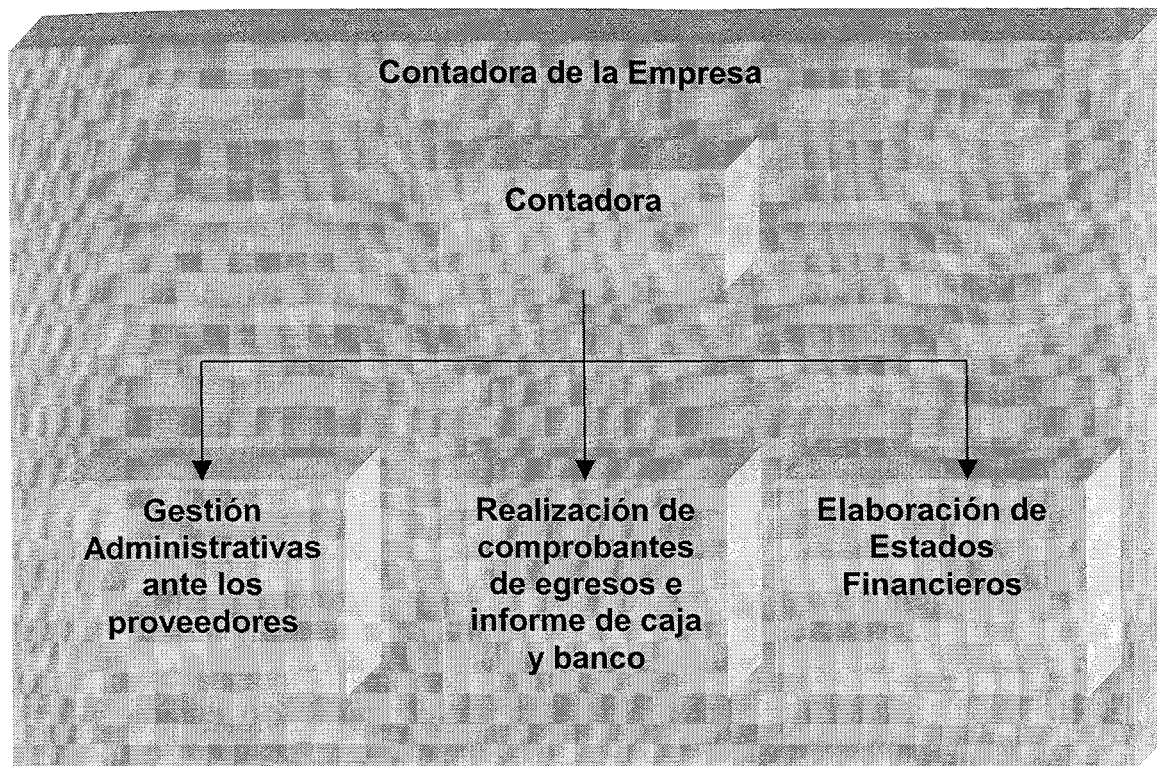 Contadora de la Empresa
Contadora
Gestión
Administrativas
ante los
proveedores
Realización de
comprobantes
de egresos e
informe de caja
y banco
Elaboración de
Estados
Financieros